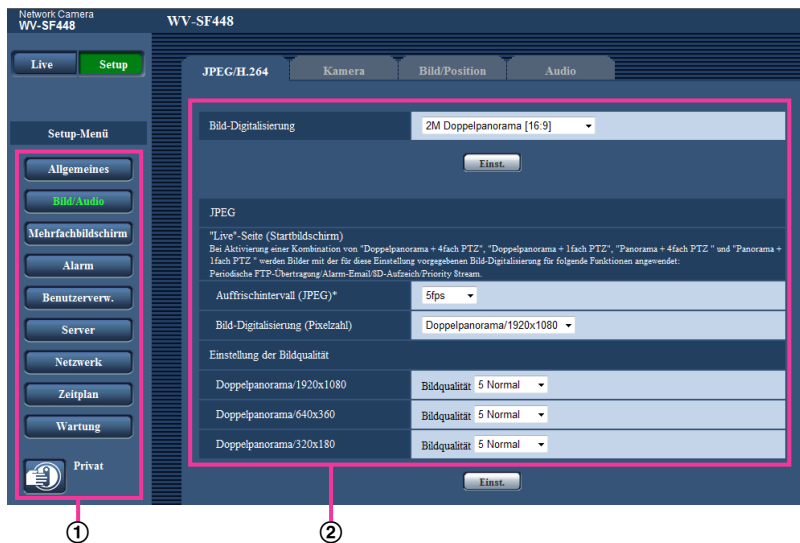 Network Camera
WV-SF448
WV-SF448
Live
Setup
Setup-Menü
Allgemeines
Bild/Audio
Mehrfachbildschirm
Alarm
Benutzerverw.
Server
Netzwerk
Zeitplan
Wartung
Privat
JPEG/H.264
Kamera
Bild/Position
Audio
Bild-Digitalisierung
2M Doppelpanorama [16:9]
Einst.
JPEG
"Live"-Seite (Startbildschirm)
Bei Aktivierung einer Kombination von "Doppelpanorama + 4fach PTZ", "Doppelpanorama + 1fach PTZ", "Panorama + 4fach PTZ " und "Panorama +
1fach PTZ " werden Bilder mit der für diese Einstellung vorgegebenen Bild-Digitalisierung für folgende Funktionen angewendet:
Periodische FTP-Übertragung/Alarm-Email/SD-Aufzeich/Priority Stream.
Auffrischintervall (JPEG)*
5fps
Bild-Digitalisierung (Pixelzahl)
Doppelpanorama/1920x1080
Einstellung der Bildqualität
Doppelpanorama/1920x1080
Bildqualität 5 Normal
Doppelpanorama/640x360
Bildqualität 5 Normal
Doppelpanorama/320x180
Bildqualität 5 Normal
Einst.
①
②